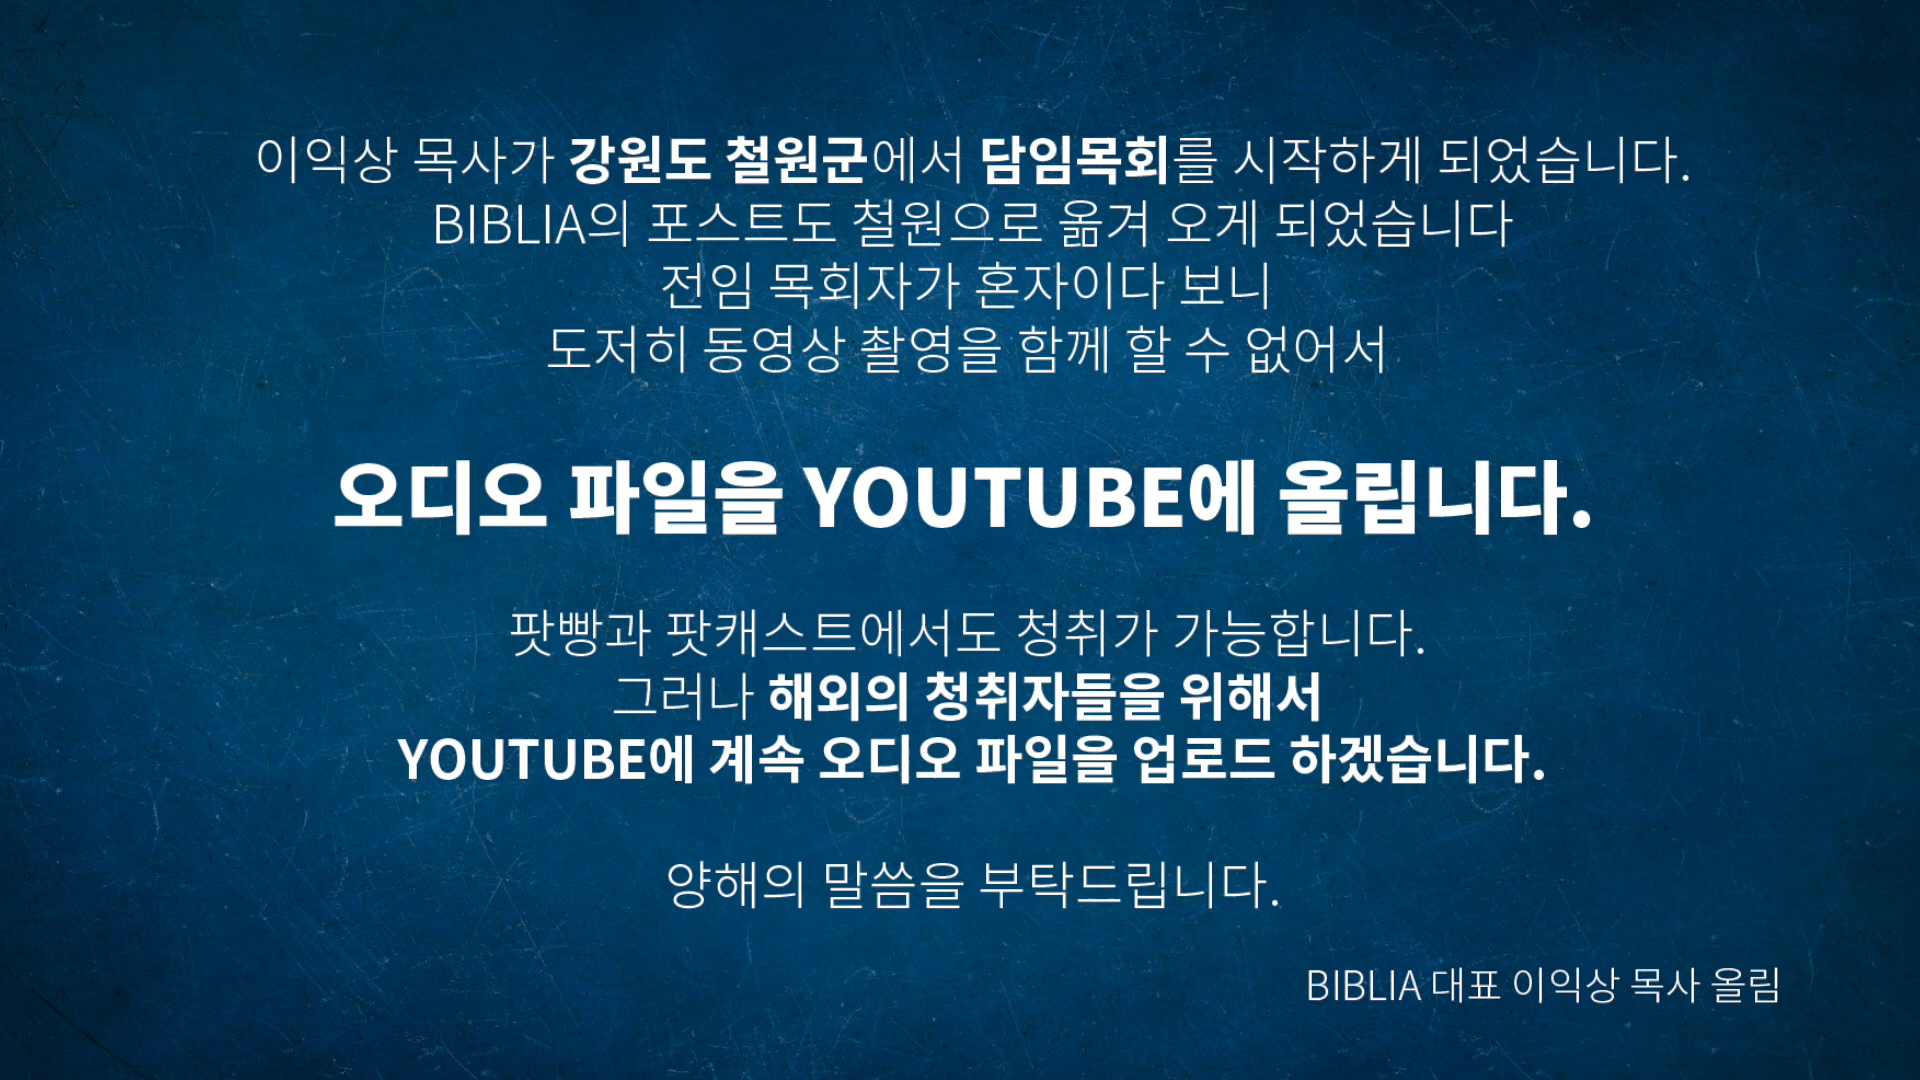 이익상 목사가 강원도 철원군에서 담임목회를 시작하게 되었습니다.
BIBLIA의 포스트도 철원으로 옮겨 오게 되었습니다
전임 목회자가 혼자이다 보니
도저히 동영상 촬영을 함께 할 수 없어서
오디오 파일을 YOUTUBE에 올립니다.
팟빵과 팟캐스트에서도 청취가 가능합니다.
그러나 해외의 청취자들을 위해서
YOUTUBE에 계속 오디오 파일을 업로드 하겠습니다.
양해의 말씀을 부탁드립니다.
BIBLIA 대표 이익상 목사 올림